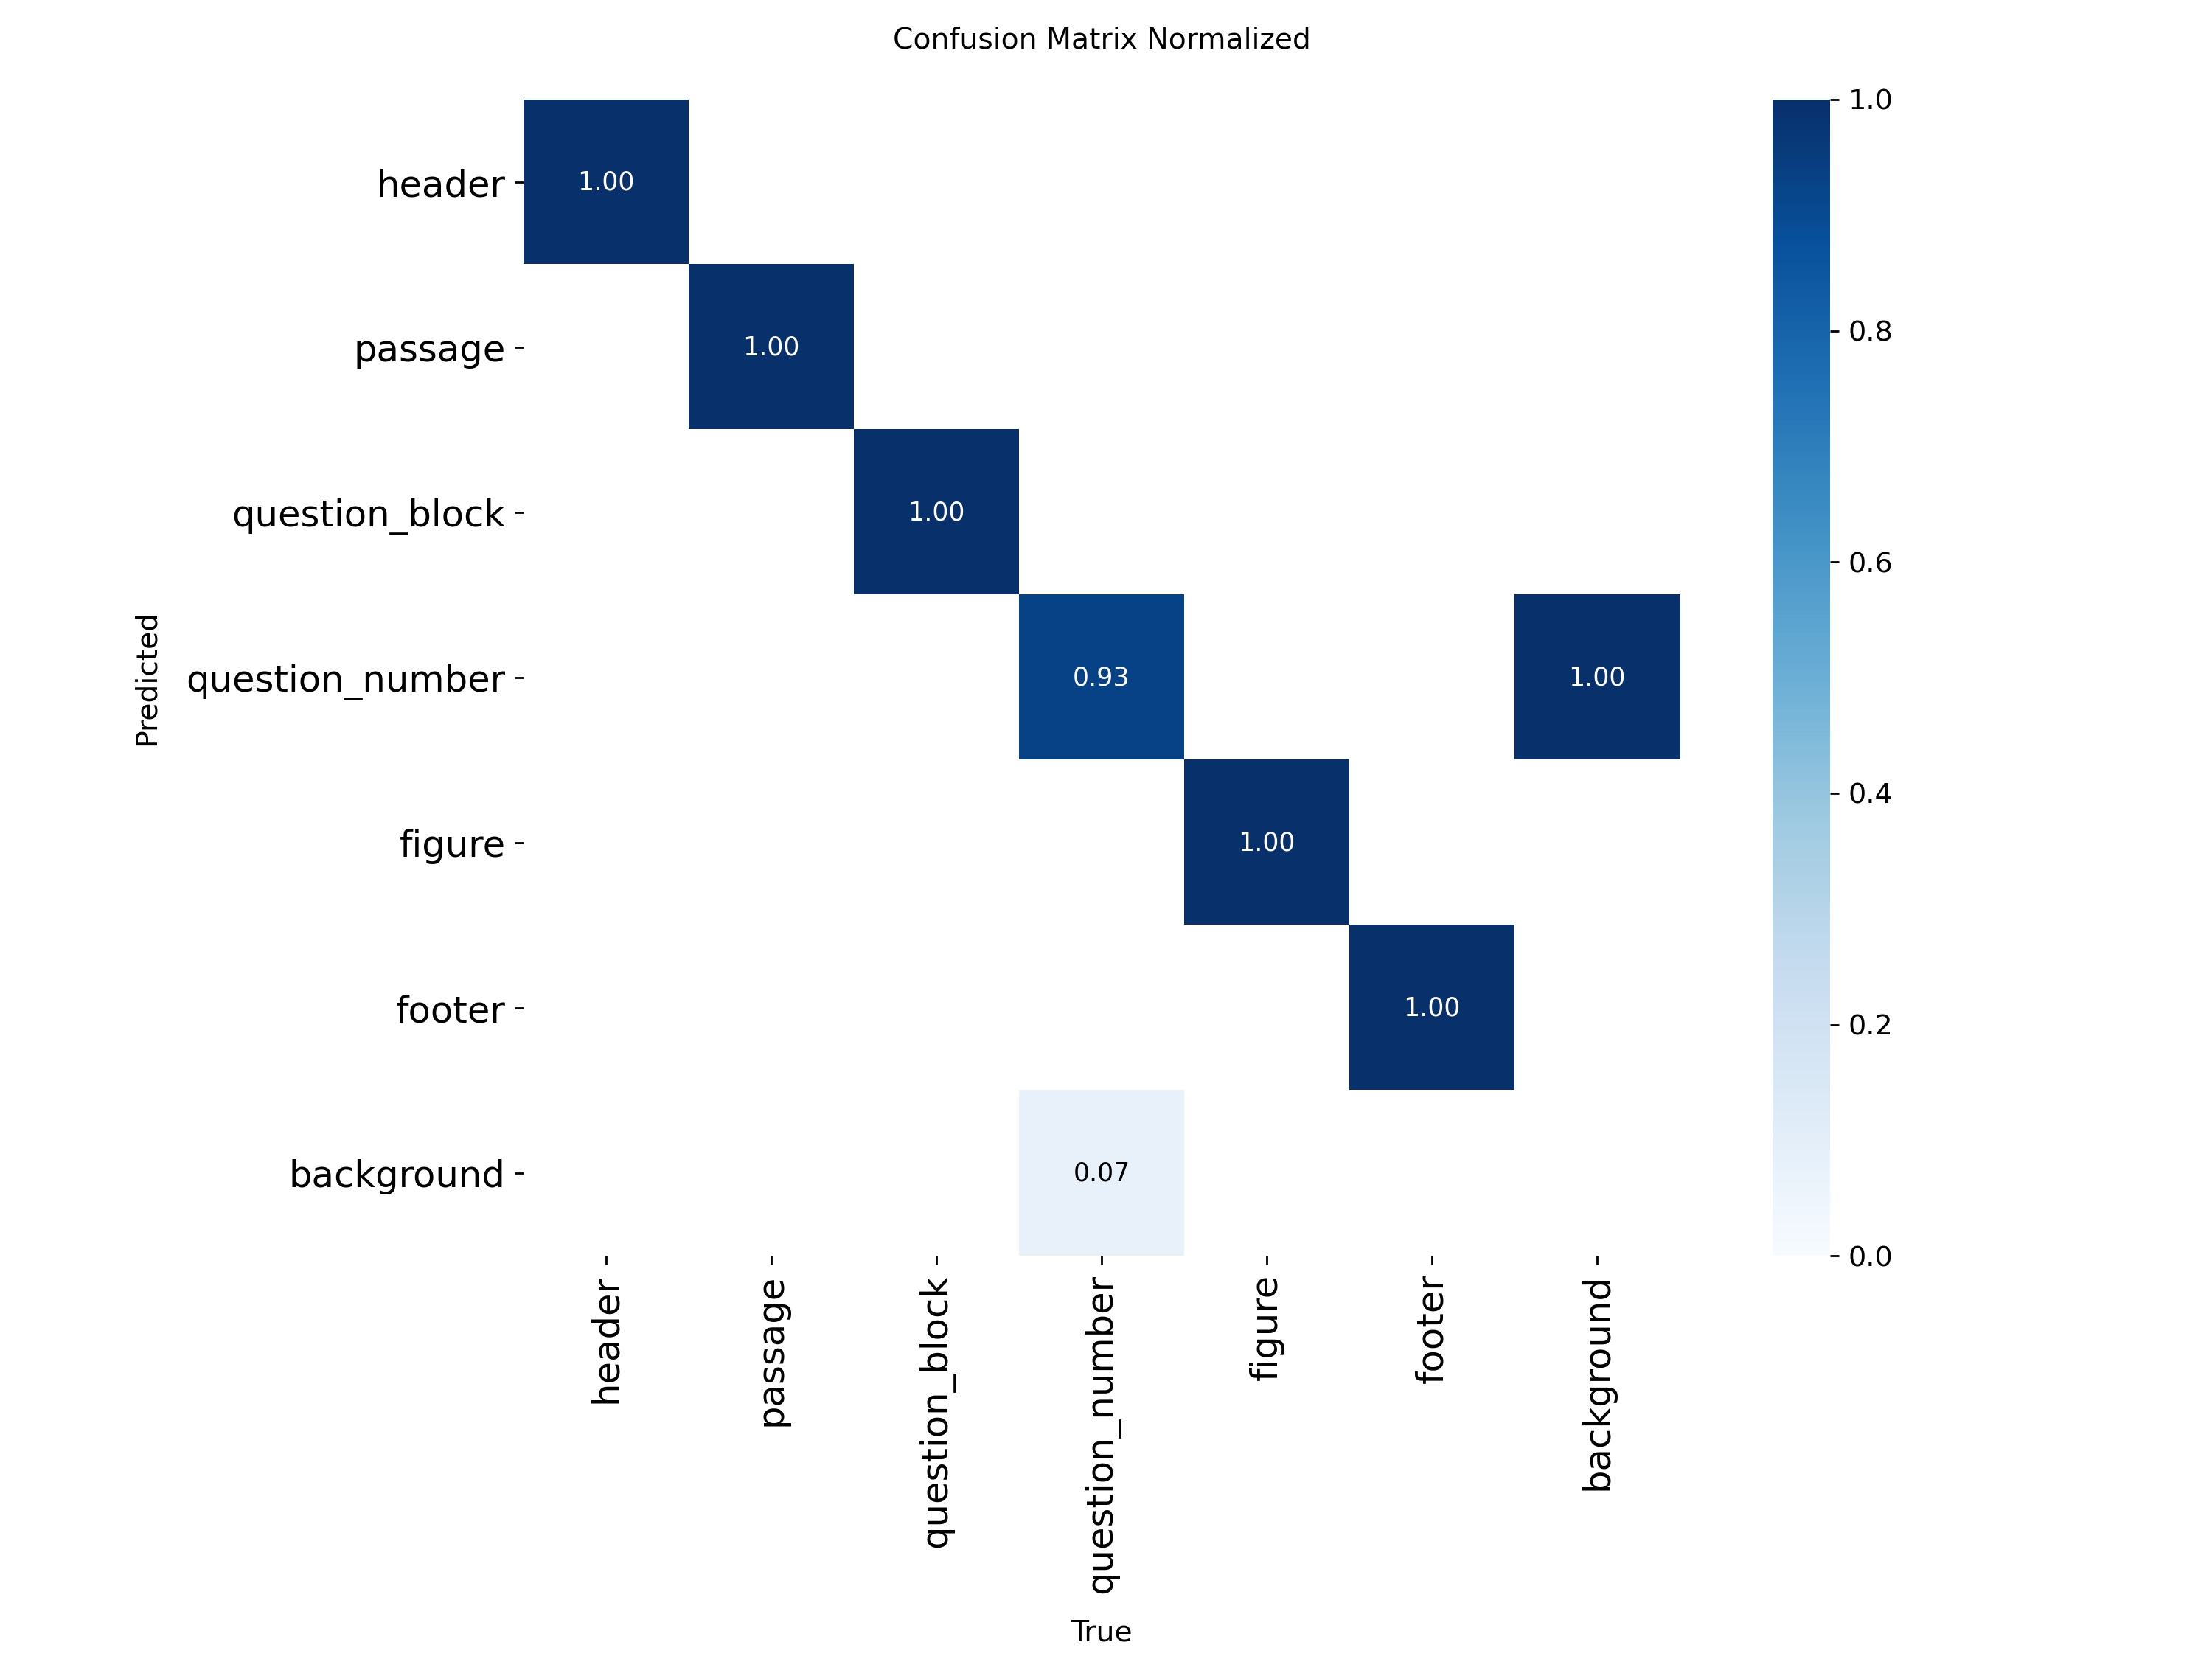 Confusion Matrix Normalized
header
1.00
passage
1.00
question_block
1.00
question_number
0.93
1.00
figure
1.00
footer
1.00
background
0.07
Predicted
header
passage
question_block
question_number
figure
footer
background
True
1.0
0.8
0.6
0.4
0.2
0.0